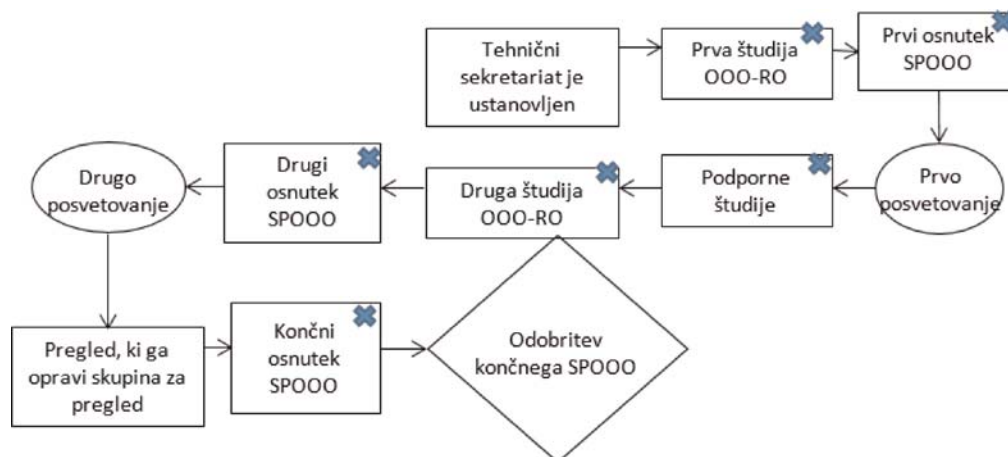 Tehnični
sekretariat je
ustanovljen
Prva študija
OOO-RO
Prvi osnutek
SPOOO
Prvo
posvetovanje
Podporne
študije
Druga študija
OOO-RO
Drugi
osnutek
SPOOO
Drugo
posvetovanje
Pregled, ki ga
opravi skupina za
pregled
Končni
osnutek
SPOOO
Odobritev
končnega SPOOO